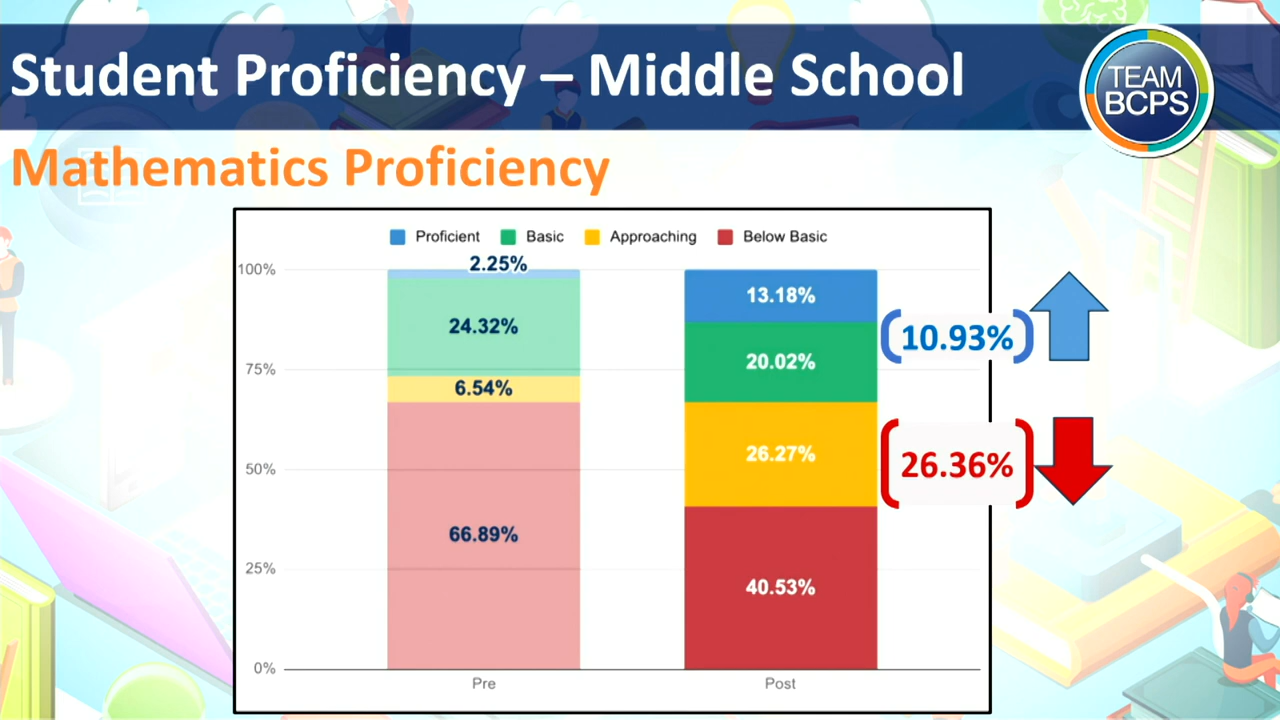 Student Proficiency – Middle School
TEAM
BCPS
Mathematics Proficiency
Proficient Basic Approaching Below Basic
100%
75%
50%
25%
0%
2.25%
24.32%
6.54%
66.89%
13.18%
20.02%
26.27%
40.53%
10.93%
26.36%
Pre Post